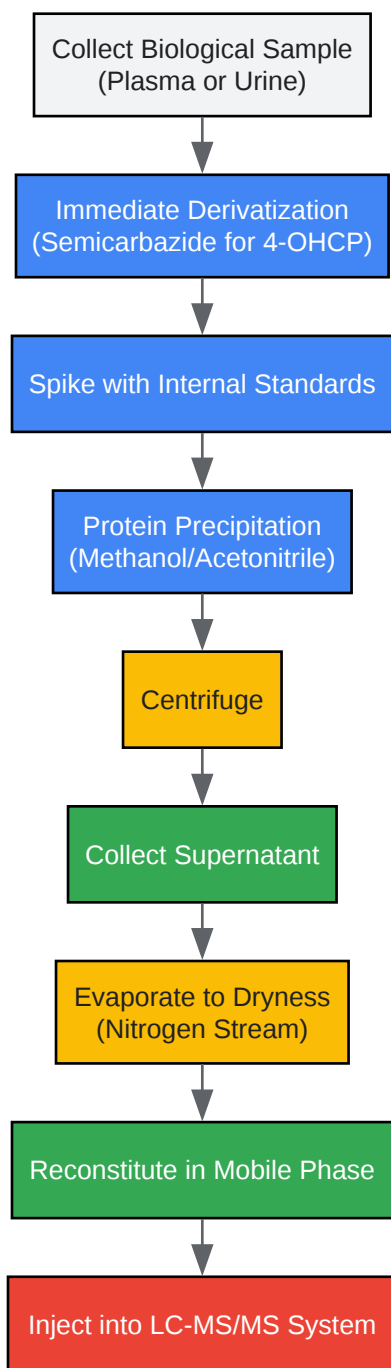 Collect Biological Sample
(Plasma or Urine)
Immediate Derivatization
(Semicarbazide for 4-OHCP)
Spike with Internal Standards
Protein Precipitation
(Methanol/Acetonitrile)
Centrifuge
Collect Supernatant
Evaporate to Dryness
(Nitrogen Stream)
Reconstitute in Mobile Phase
Inject into LC-MS/MS System